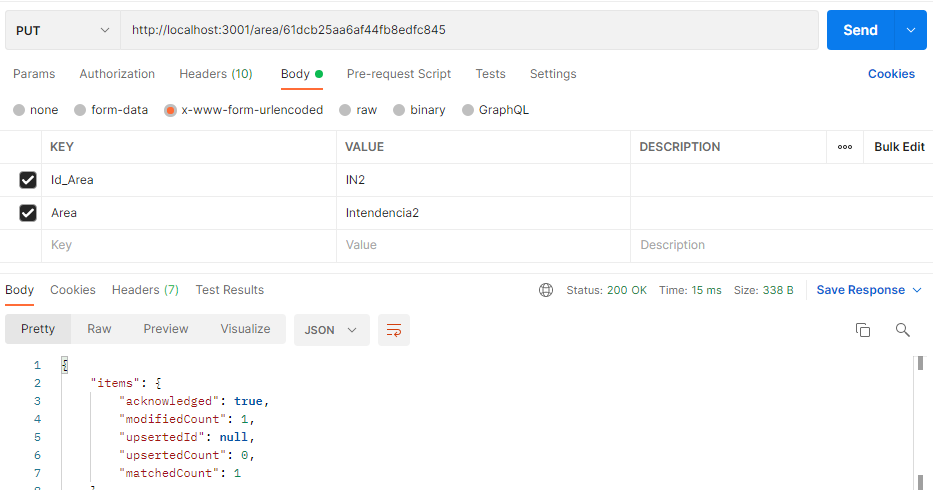 PUT http://localhost:3001/area/61dcb25aa6af44fb8edfc845 Send
Params Authorization Headers (10) Body Pre-request Script Tests Settings Cookies
none form-data x-www-form-urlencoded raw binary GraphQL
KEY VALUE DESCRIPTION ooo Bulk Edit
Id_Area IN2
Area Intendencia2
Key Value Description
Body Cookies Headers (7) Test Results Status: 200 OK Time: 15 ms Size: 338 B Save Response
Pretty Raw Preview Visualize JSON
1 {
2 "items": {
3 "acknowledged": true,
4 "modifiedCount": 1,
5 "upsertedId": null,
6 "upsertedCount": 0,
7 "matchedCount": 1